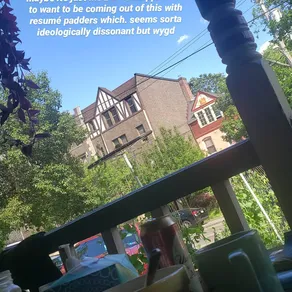 to want to be coming out of this with
resumé padders which. seems sorta
ideologically dissonant but wygd